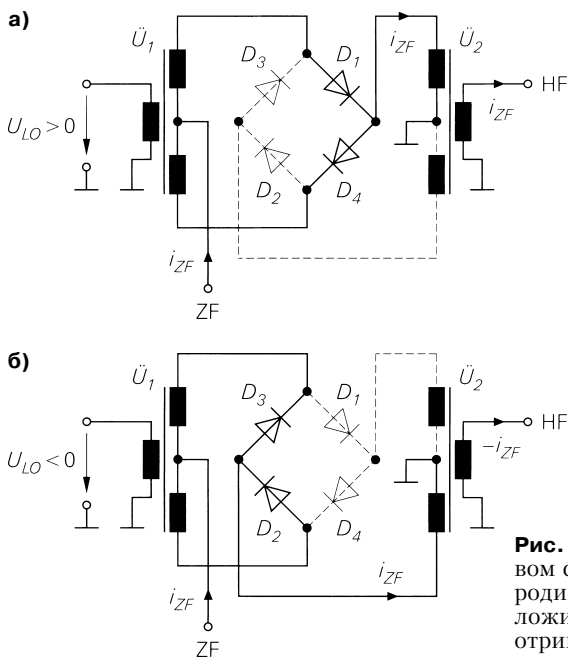 а)
Ü1
D3
D1
iZF
Ü2
ULO > 0
iZF
HF
D2
D4
iZF
ZF
б)
Ü1
D3
D1
Ü2
ULO < 0
HF
–iZF
D2
D4
iZF
iZF
ZF
Рис.
вом с
роди
ложи
отри